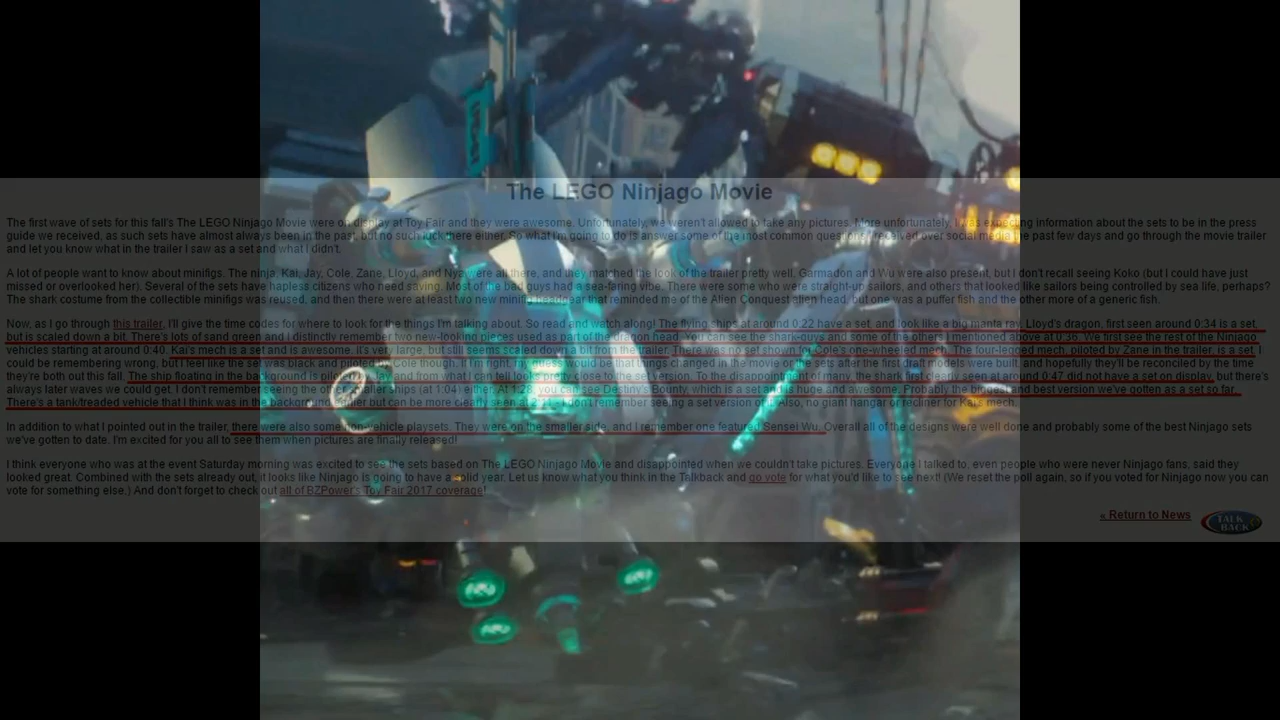 The LEGO Ninjago Movie
The first wave of sets for this fall's The LEGO Ninjago Movie were on display at Toy Fair and they were awesome. Unfortunately, we weren't allowed to take any pictures. More unfortunately, I was expecting information about the sets to be in the press
guide we received, as such sets have almost always been in the past, but no such luck there either. So what I'm going to do is answer some of the most common questions I received over social media the past few days and go through the movie trailer
and let you know what in the trailer I saw as a set and what I didn't.
A lot of people want to know about minifigs. The ninja, Kai, Jay, Cole, Zane, Lloyd, and Nya were all there, and they matched the look of the trailer pretty well. Garmadon and Wu were also present, but I don't recall seeing Koko (but I could have just
missed or overlooked her). Several of the sets have hapless citizens who need saving. Most of the bad guys had a sea-faring theme. There were some who were straight-up sailors, and others that looked like sailors being controlled by sea life, perhaps?
The shark costume from the collectible minifigs was reused, and then there were at least two new minifig headgear that reminded me of the Alien Conquest alien head, one was a puffer fish and the other more of a generic fish.
Now, as I go through this trailer, I'll give the time codes for where to look for the things I'm talking about. So read and watch along! The flying ships at around 0:22 have a set, and look like a big manta ray. Lloyd's dragon, first seen around 0:34 is a set,
but is scaled down a bit. There's lots of sand green and I distinctly remember two new-looking pieces used as part of the dragon head. You can see the shark-guys and some of the others I mentioned above at 0:36. We first see the rest of the Ninjago
vehicles starting at around 0:40. Kai's mech is a set and is awesome, it's very large, but still seems scaled down a bit from the trailer. There was no set showing Cole's one-wheeled mech. The four-legged mech, piloted by Zane in the trailer, is a set. I
could be remembering wrong, but I feel like the set was black and had Cole with it. If I'm right, my guess would be that things changed in the movie or the sets after the first set models were built, and hopefully they'll be reconciled by the time
they're both out this fall. The ship floating in the background is piloted by Jay and from what I can tell looks pretty close to the set version. To the disappointment of many, the shark mech first clearly seen at around 0:47 did not have a set on display, but there's
always later waves we could get. I don't remember seeing the other smaller ships (at 1:04) either. At 1:28, you can see Destiny's Bounty, which is a set and is huge and awesome. Probably the biggest and best version we've gotten as a set so far.
There's a tank/treaded vehicle that I think was in the background earlier but can be more clearly seen at I don't remember seeing a set version of it. Also, no giant hangar or recliner for Kai's mech.
In addition to what I pointed out in the trailer, there were also some non-vehicle playsets. They were on the smaller side, and I remember one featured Sensei Wu. Overall all of the designs were well done and probably some of the best Ninjago sets
we've gotten to date. I'm excited for you all to see them when pictures are finally released!
I think everyone who was at the event Saturday morning was excited to see the sets based on The LEGO Ninjago Movie and disappointed when we couldn't take pictures. Everyone I talked to, even people who were never Ninjago fans, said they
looked great. Combined with the sets already out, it looks like Ninjago is going to have a solid year. Let us know what you think in the Talkback and go vote for what you'd like to see next! (We reset the poll again, so if you voted for Ninjago now you can
vote for something else.) And don't forget to check out all of BZPower's Toy Fair 2017 coverage!
« Return to News
TALK
BACK